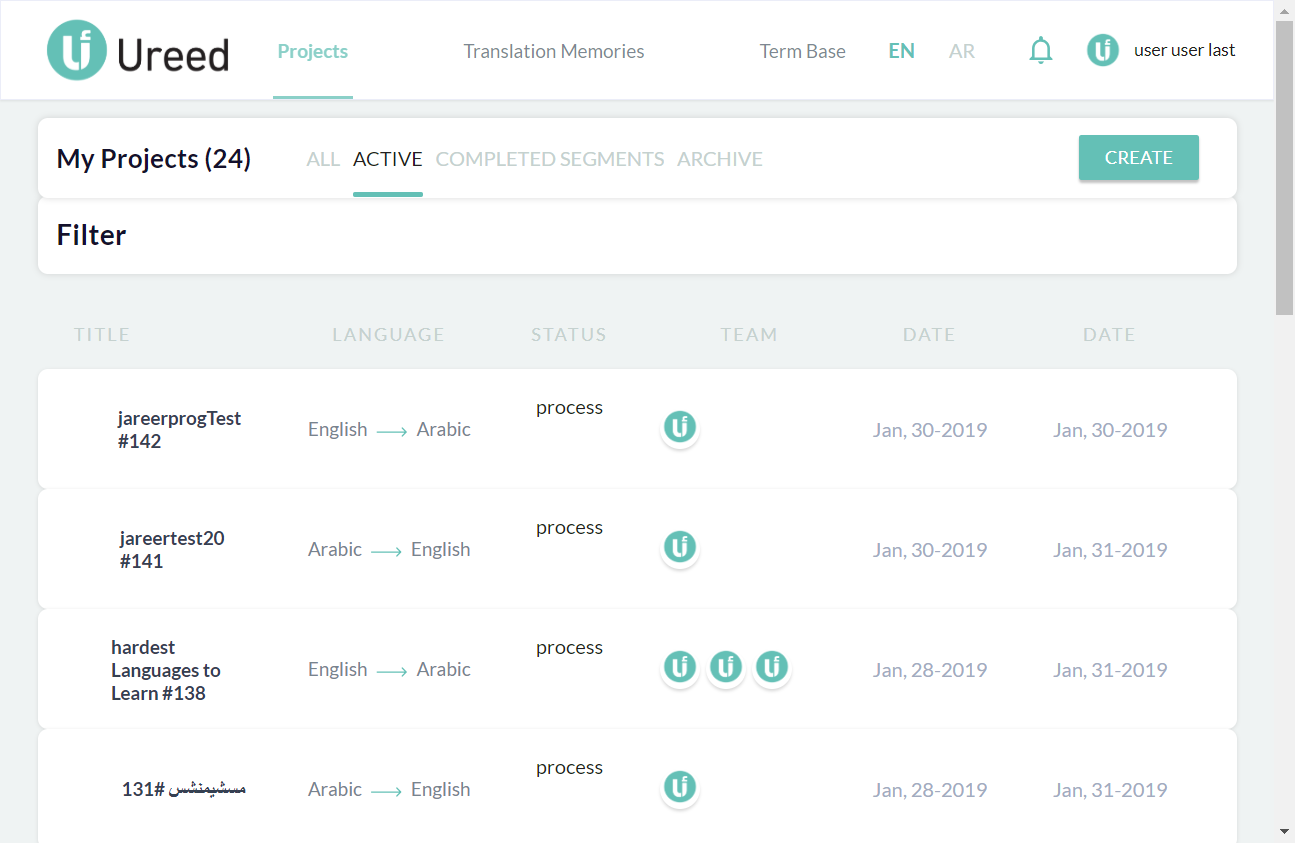 Ureed
Projects
Translation Memories
Term Base
EN
AR
user user last
My Projects (24)
ALL
ACTIVE
COMPLETED SEGMENTS
ARCHIVE
CREATE
Filter
TITLE
LANGUAGE
STATUS
TEAM
DATE
DATE
jareerprogTest
#142
English → Arabic
process
Jan, 30-2019
Jan, 30-2019
jareertest20
#141
Arabic → English
process
Jan, 30-2019
Jan, 31-2019
hardest
Languages to
Learn #138
English → Arabic
process
Jan, 28-2019
Jan, 31-2019
#131
Arabic → English
process
Jan, 28-2019
Jan, 31-2019